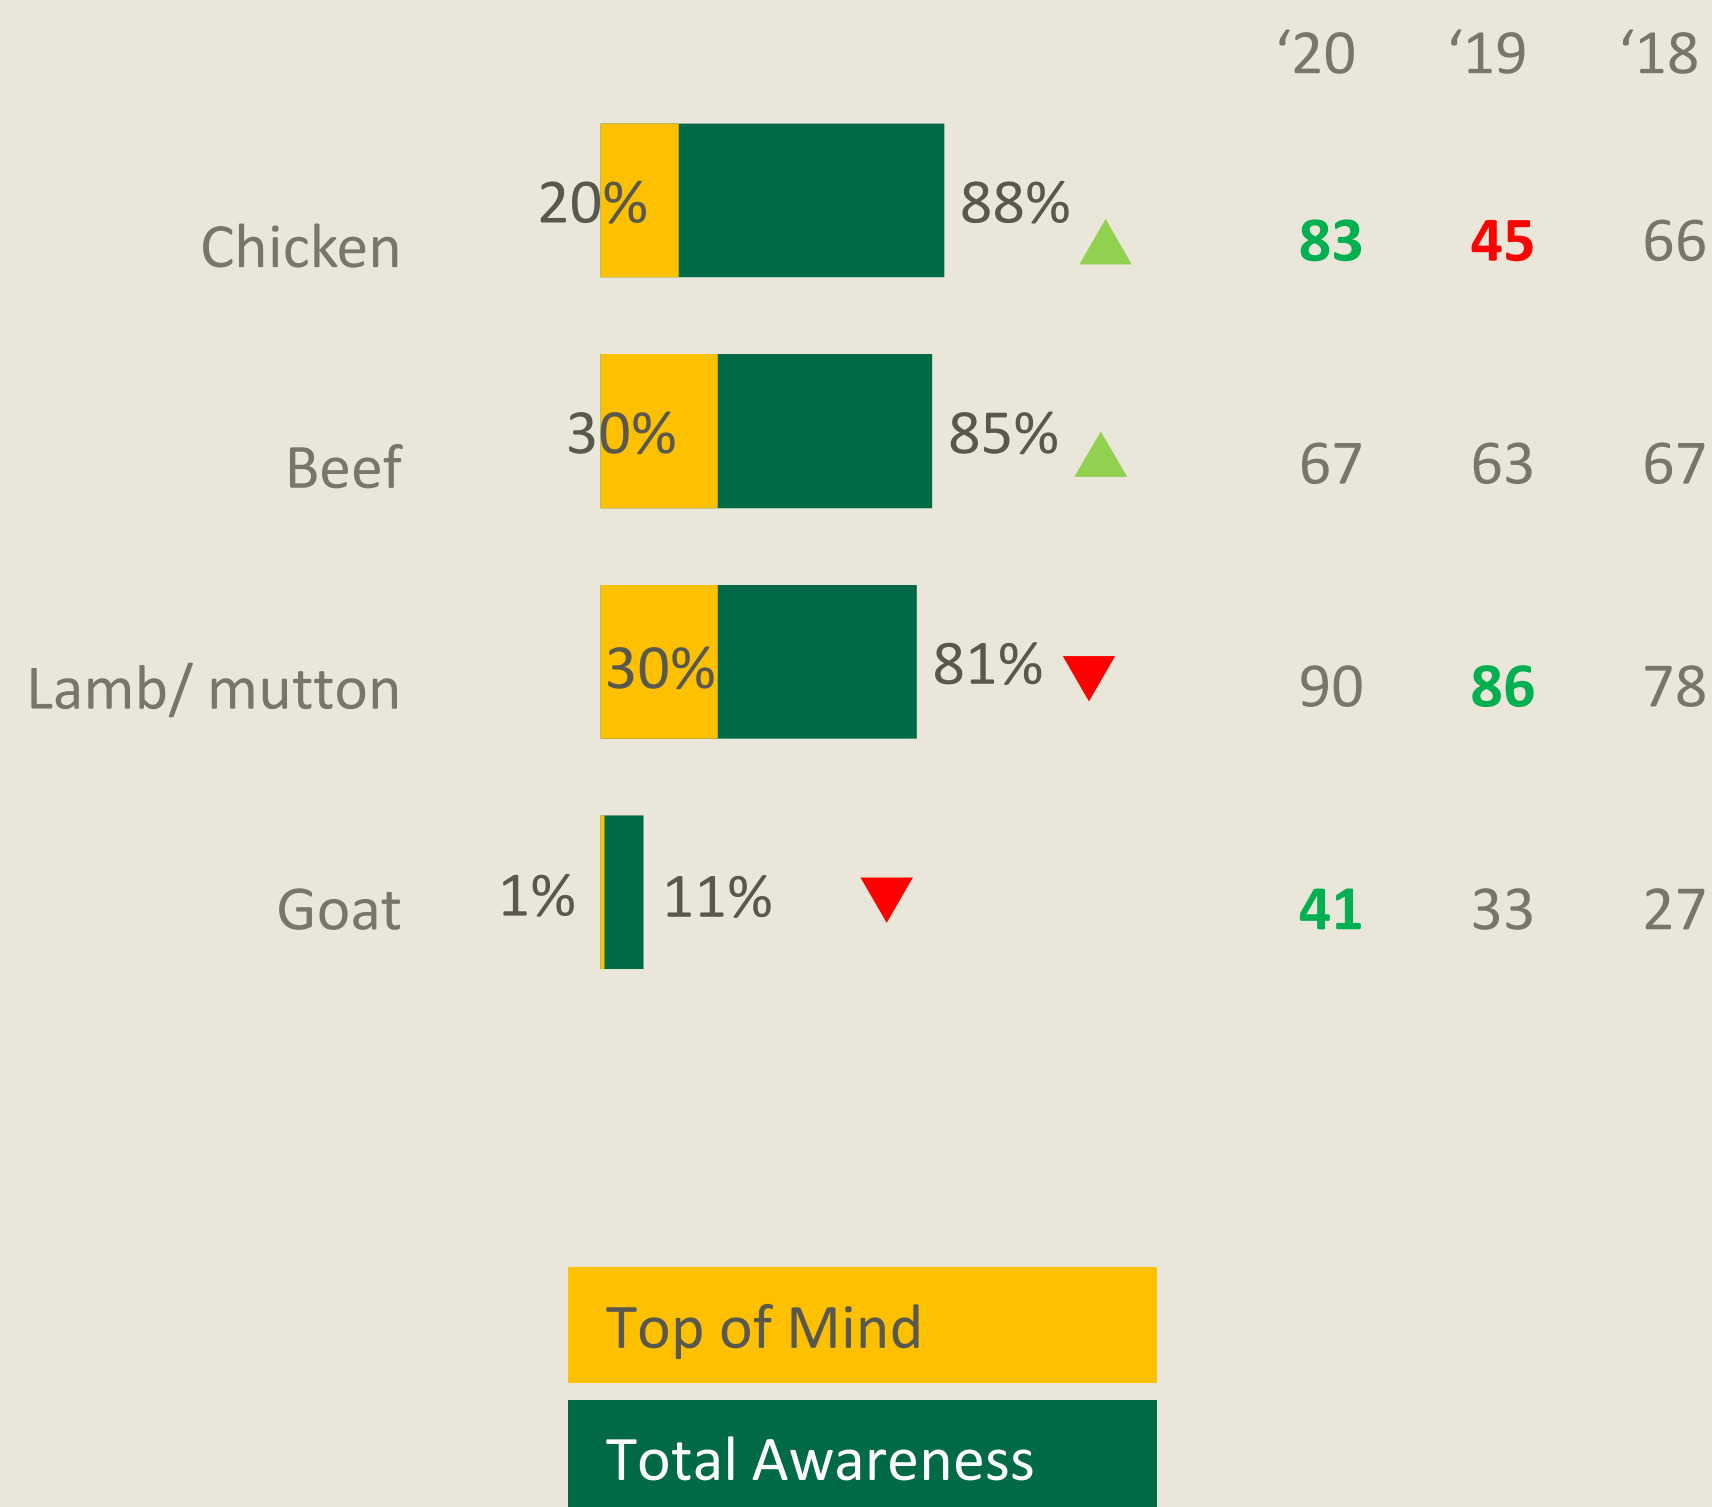 ‘20 ‘19 ‘18
Chicken 20% 88% 83 45 66
Beef 30% 85% 67 63 67
Lamb/ mutton 30% 81% 90 86 78
Goat 1% 11% 41 33 27
Top of Mind
Total Awareness